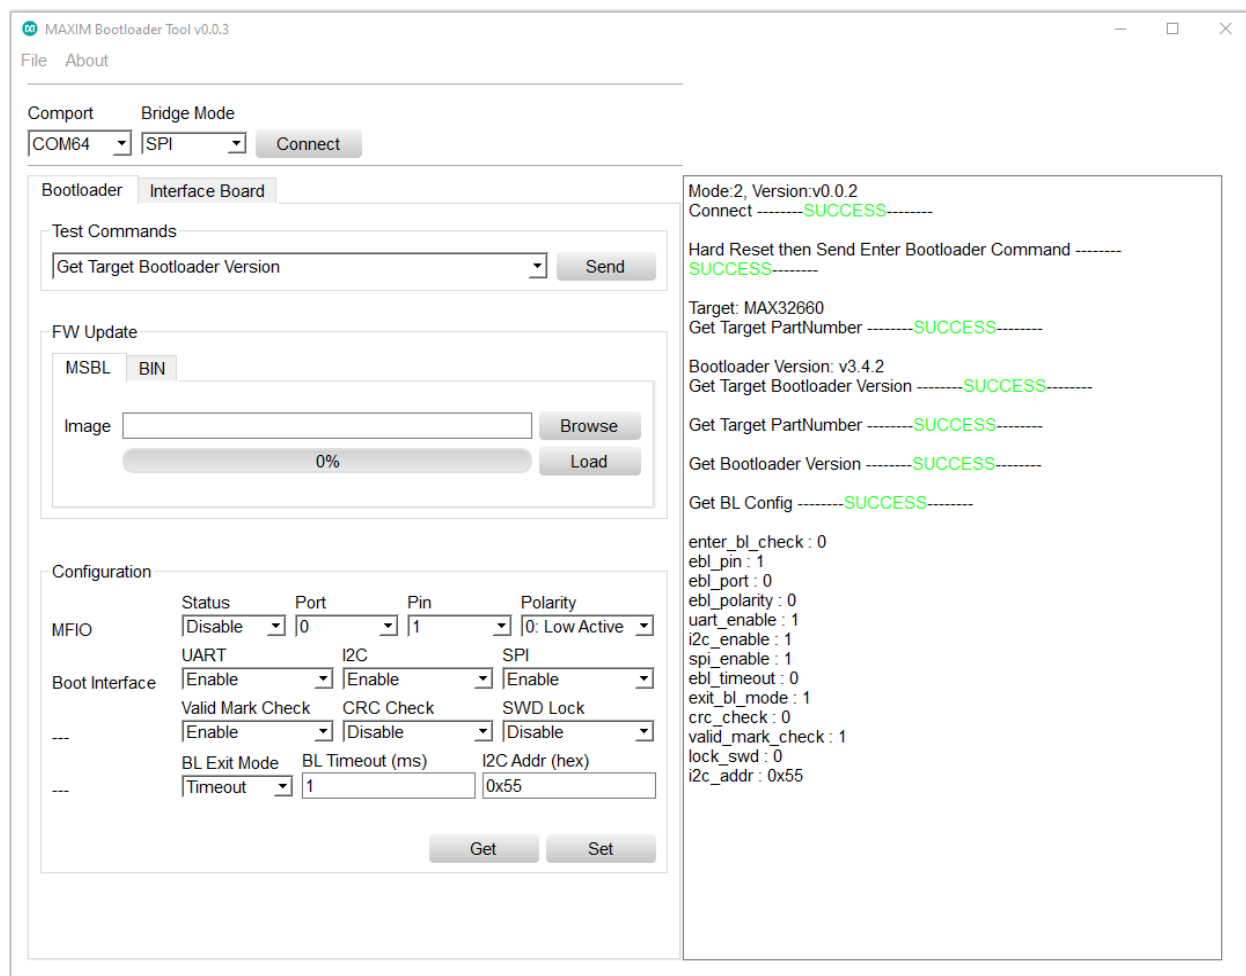 MAXIM Bootloader Tool v0.0.3
File About
Comport Bridge Mode
COM64 SPI Connect
Bootloader Interface Board
Test Commands
Get Target Bootloader Version Send
FW Update
MSBL BIN
Image Browse
0% Load
Configuration
Status Port Pin Polarity
MFIO Disable 0 1 0: Low Active
UART I2C SPI
Boot Interface Enable Enable Enable
Valid Mark Check CRC Check SWD Lock
--- Enable Disable Disable
BL Exit Mode BL Timeout (ms) I2C Addr (hex)
--- Timeout 1 0x55
Get Set
Mode:2, Version:v0.0.2
Connect --------SUCCESS--------
Hard Reset then Send Enter Bootloader Command --------
SUCCESS--------
Target: MAX32660
Get Target PartNumber --------SUCCESS--------
Bootloader Version: v3.4.2
Get Target Bootloader Version --------SUCCESS--------
Get Target PartNumber --------SUCCESS--------
Get Bootloader Version --------SUCCESS--------
Get BL Config --------SUCCESS--------
enter_bl_check : 0
ebl_pin : 1
ebl_port : 0
ebl_polarity : 0
uart_enable : 1
i2c_enable : 1
spi_enable : 1
ebl_timeout : 0
exit_bl_mode : 1
crc_check : 0
valid_mark_check : 1
lock_swd : 0
i2c_addr : 0x55